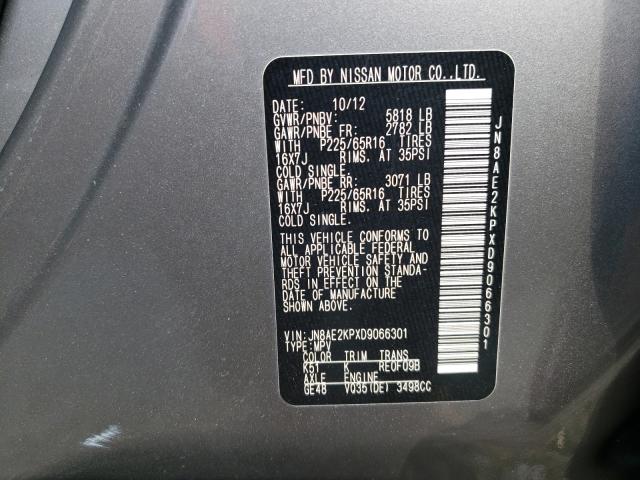 MFD BY NISSAN MOTOR CO.,LTD.
DATE: 10/12
GVWR/PNBV: 5818 LB
GAWR/PNBE FR: 2782 LB
WITH P225/65R16 TIRES
16X7J RIMS. AT 35PSI
COLD SINGLE.
GAWR/PNBE RR: 3071 LB
WITH P225/65R16 TIRES
16X7J RIMS. AT 35PSI
COLD SINGLE.
THIS VEHICLE CONFORMS TO
ALL APPLICABLE FEDERAL
MOTOR VEHICLE SAFETY AND
THEFT PREVENTION STANDA-
RDS IN EFFECT ON THE
DATE OF MANUFACTURE
SHOWN ABOVE.
VIN: JN8AE2KPXD9066301
TYPE: MPV
COLOR TRIM TRANS
K51 K RE0F09B
AXLE ENGINE
GE48 VQ35(DE) 3498CC
JN8AE2KPXD9066301